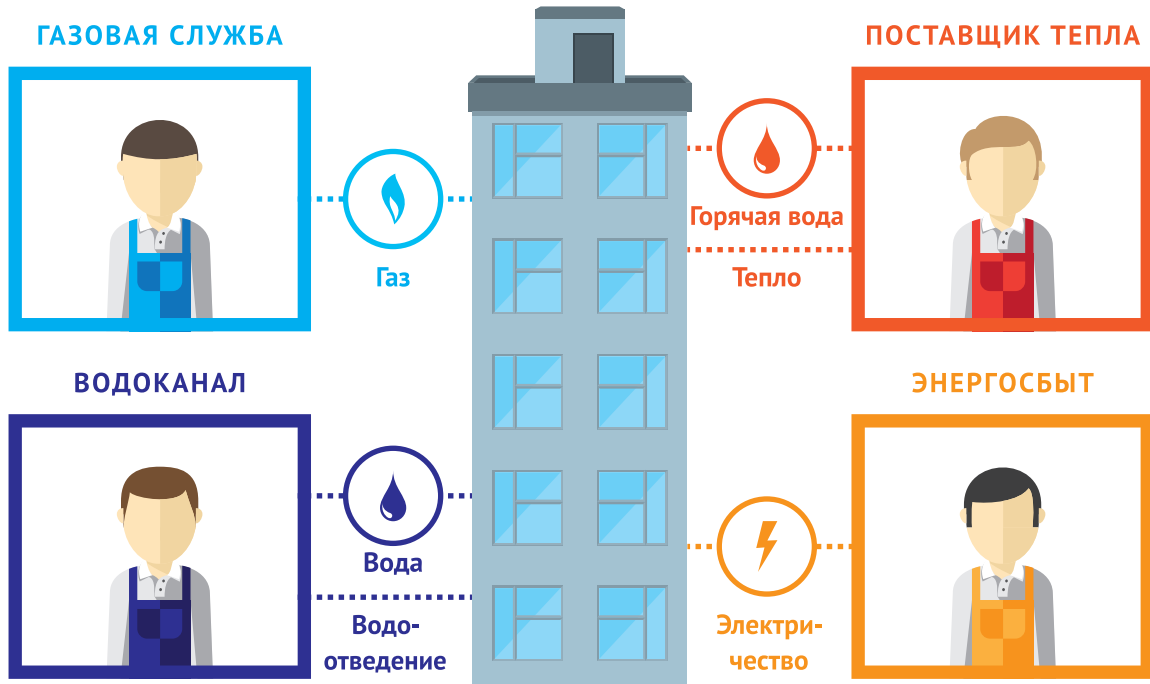 ГАЗОВАЯ СЛУЖБА
ПОСТАВЩИК ТЕПЛА
Газ
Горячая вода
Тепло
ВОДОКАНАЛ
ЭНЕРГОСБЫТ
Вода
Водо-
отведение
Электри-
чество